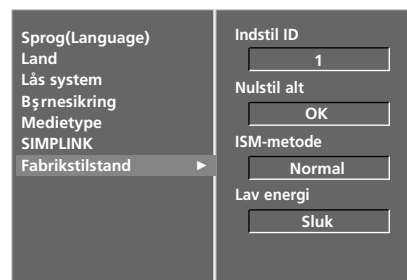 Sprog(Language)
Land
Lås system
Bşrnesikring
Medietype
SIMPLINK
Fabrikstilstand ►
Indstil ID
1
Nulstil alt
OK
ISM-metode
Normal
Lav energi
Sluk